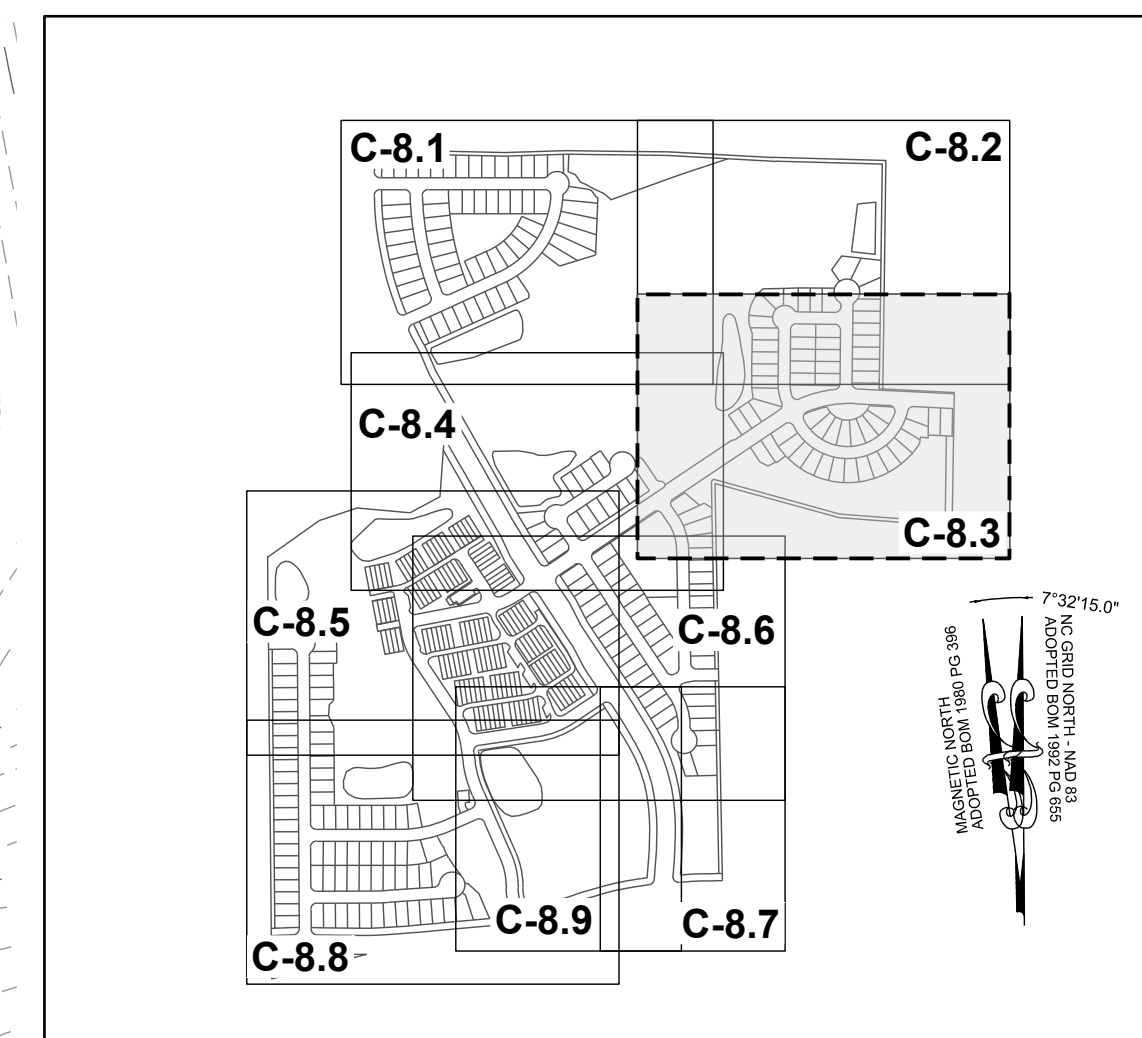 C-8.1
C-8.2
C-8.4
C-8.3
C-8.5
C-8.6
7°32'15.0"
MAGNETIC NORTH
ADOPTED BOM 1980 PG 396
NC GRID NORTH - NAD 83
ADOPTED BOM 1992 PG 655
C-8.9
C-8.7
C-8.8